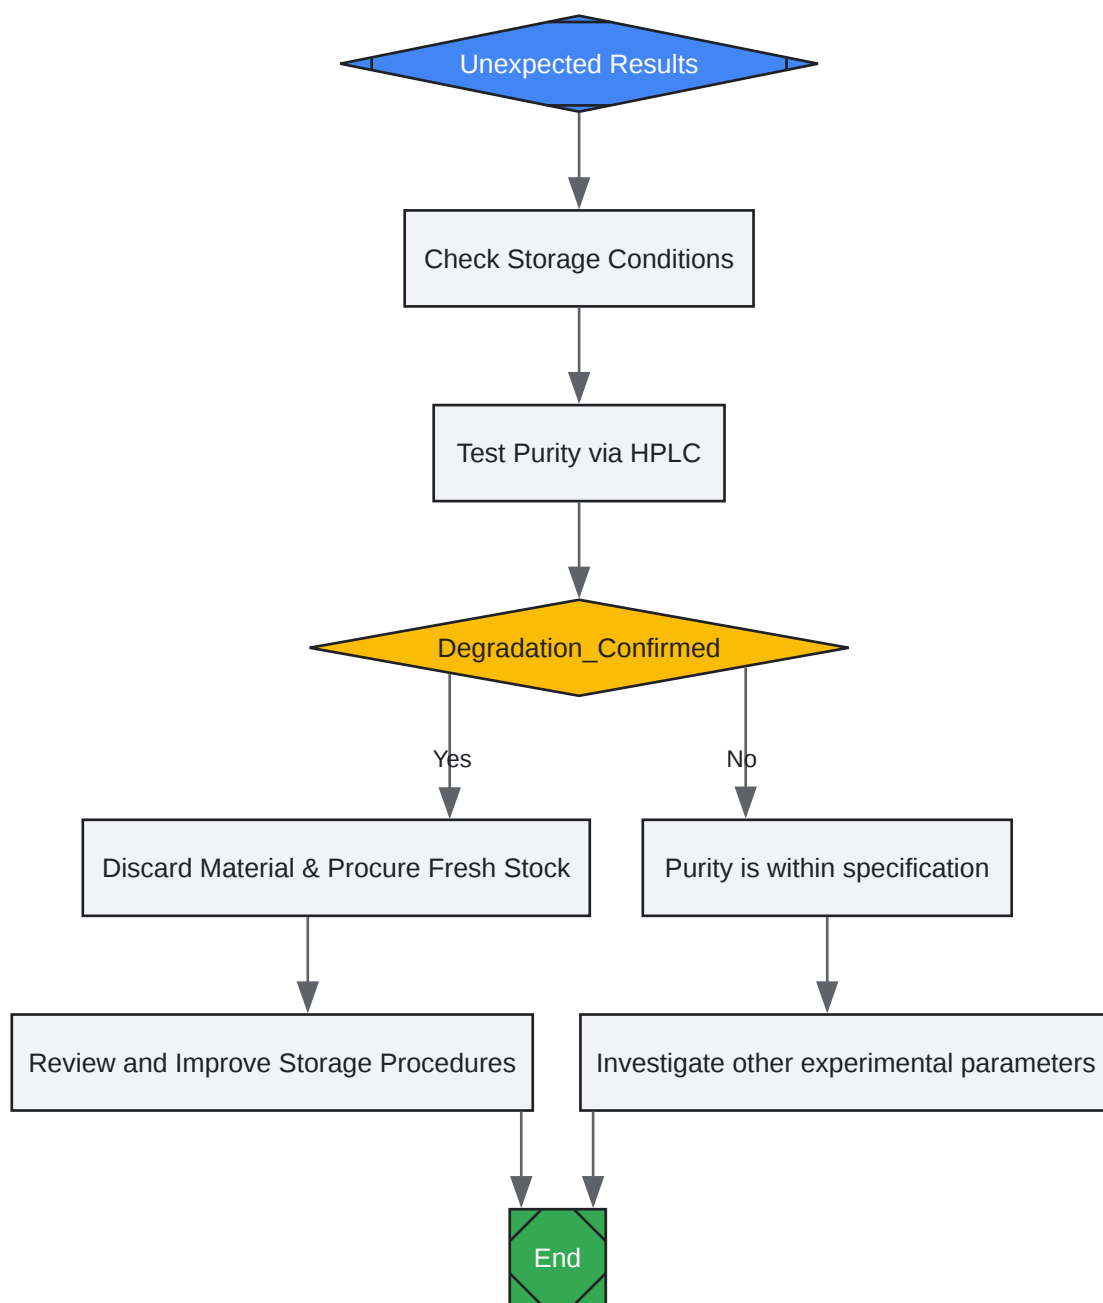 Unexpected Results
Check Storage Conditions
Test Purity via HPLC
Degradation_Confirmed
Yes
No
Discard Material & Procure Fresh Stock
Purity is within specification
Review and Improve Storage Procedures
Investigate other experimental parameters
End